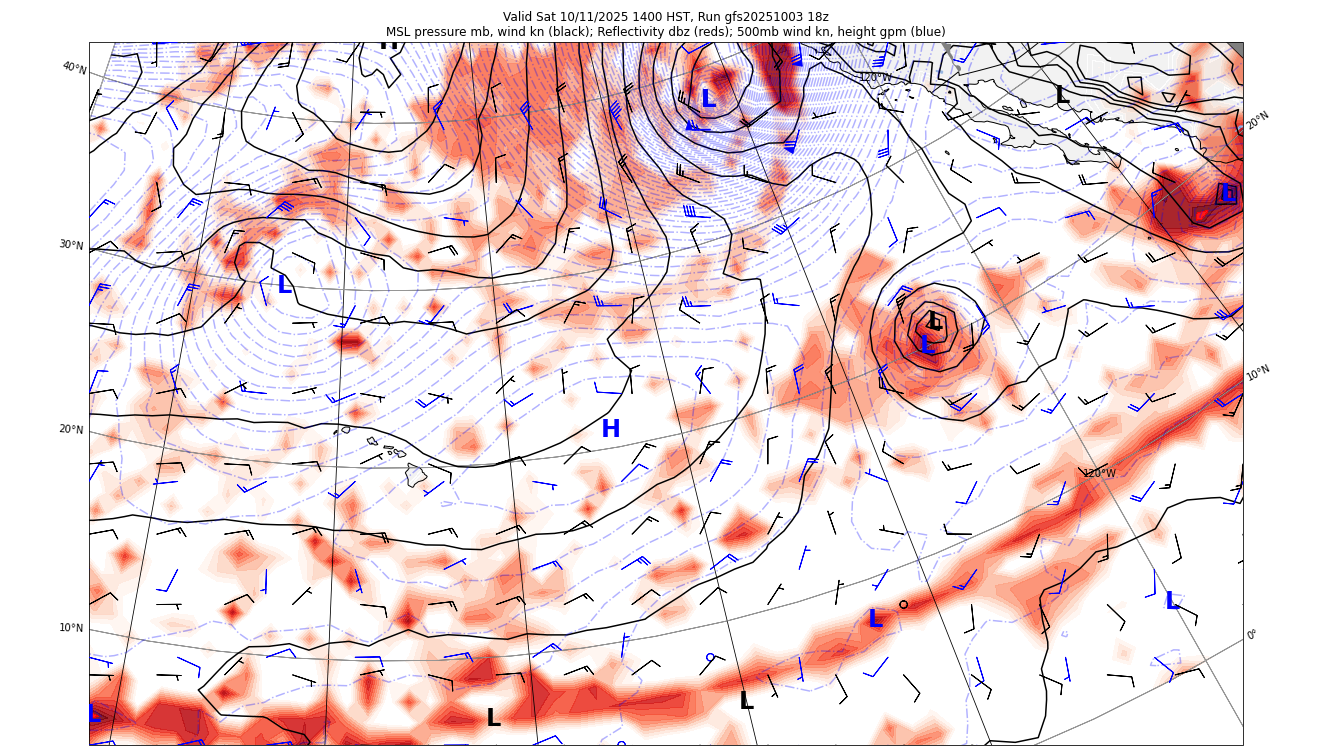 Valid Sat 10/11/2025 1400 HST, Run gfs20251003 18z
MSL pressure mb, wind kn (black); Reflectivity dbz (reds); 500mb wind kn, height gpm (blue)
H
40°N
120°W
L
L
20°N
L
30°N
L
L
L
10°N
20°N
H
120°W
10°N
L
L
0°
L
L
L